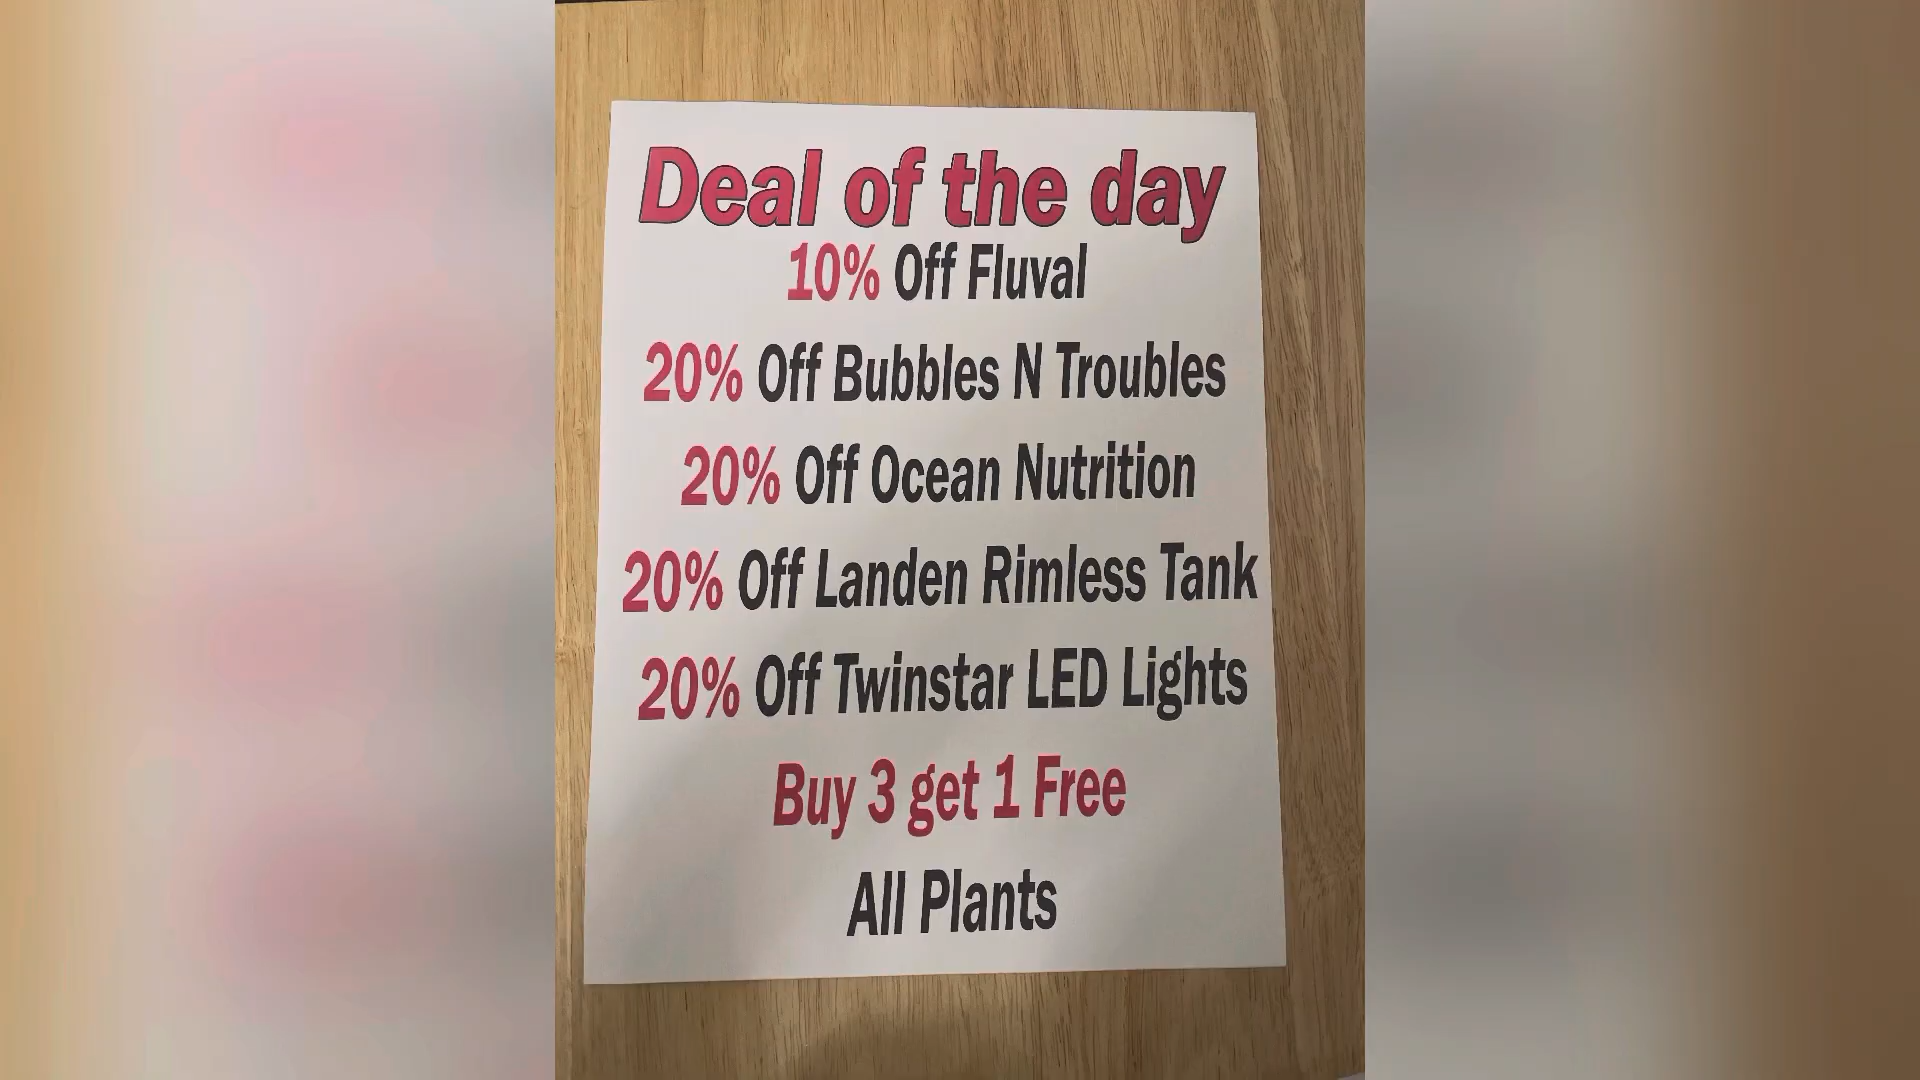 Deal of the day
10% Off Fluval
20% Off Bubbles N Troubles
20% Off Ocean Nutrition
20% Off Landen Rimless Tank
20% Off Twinstar LED Lights
Buy 3 get 1 Free
All Plants